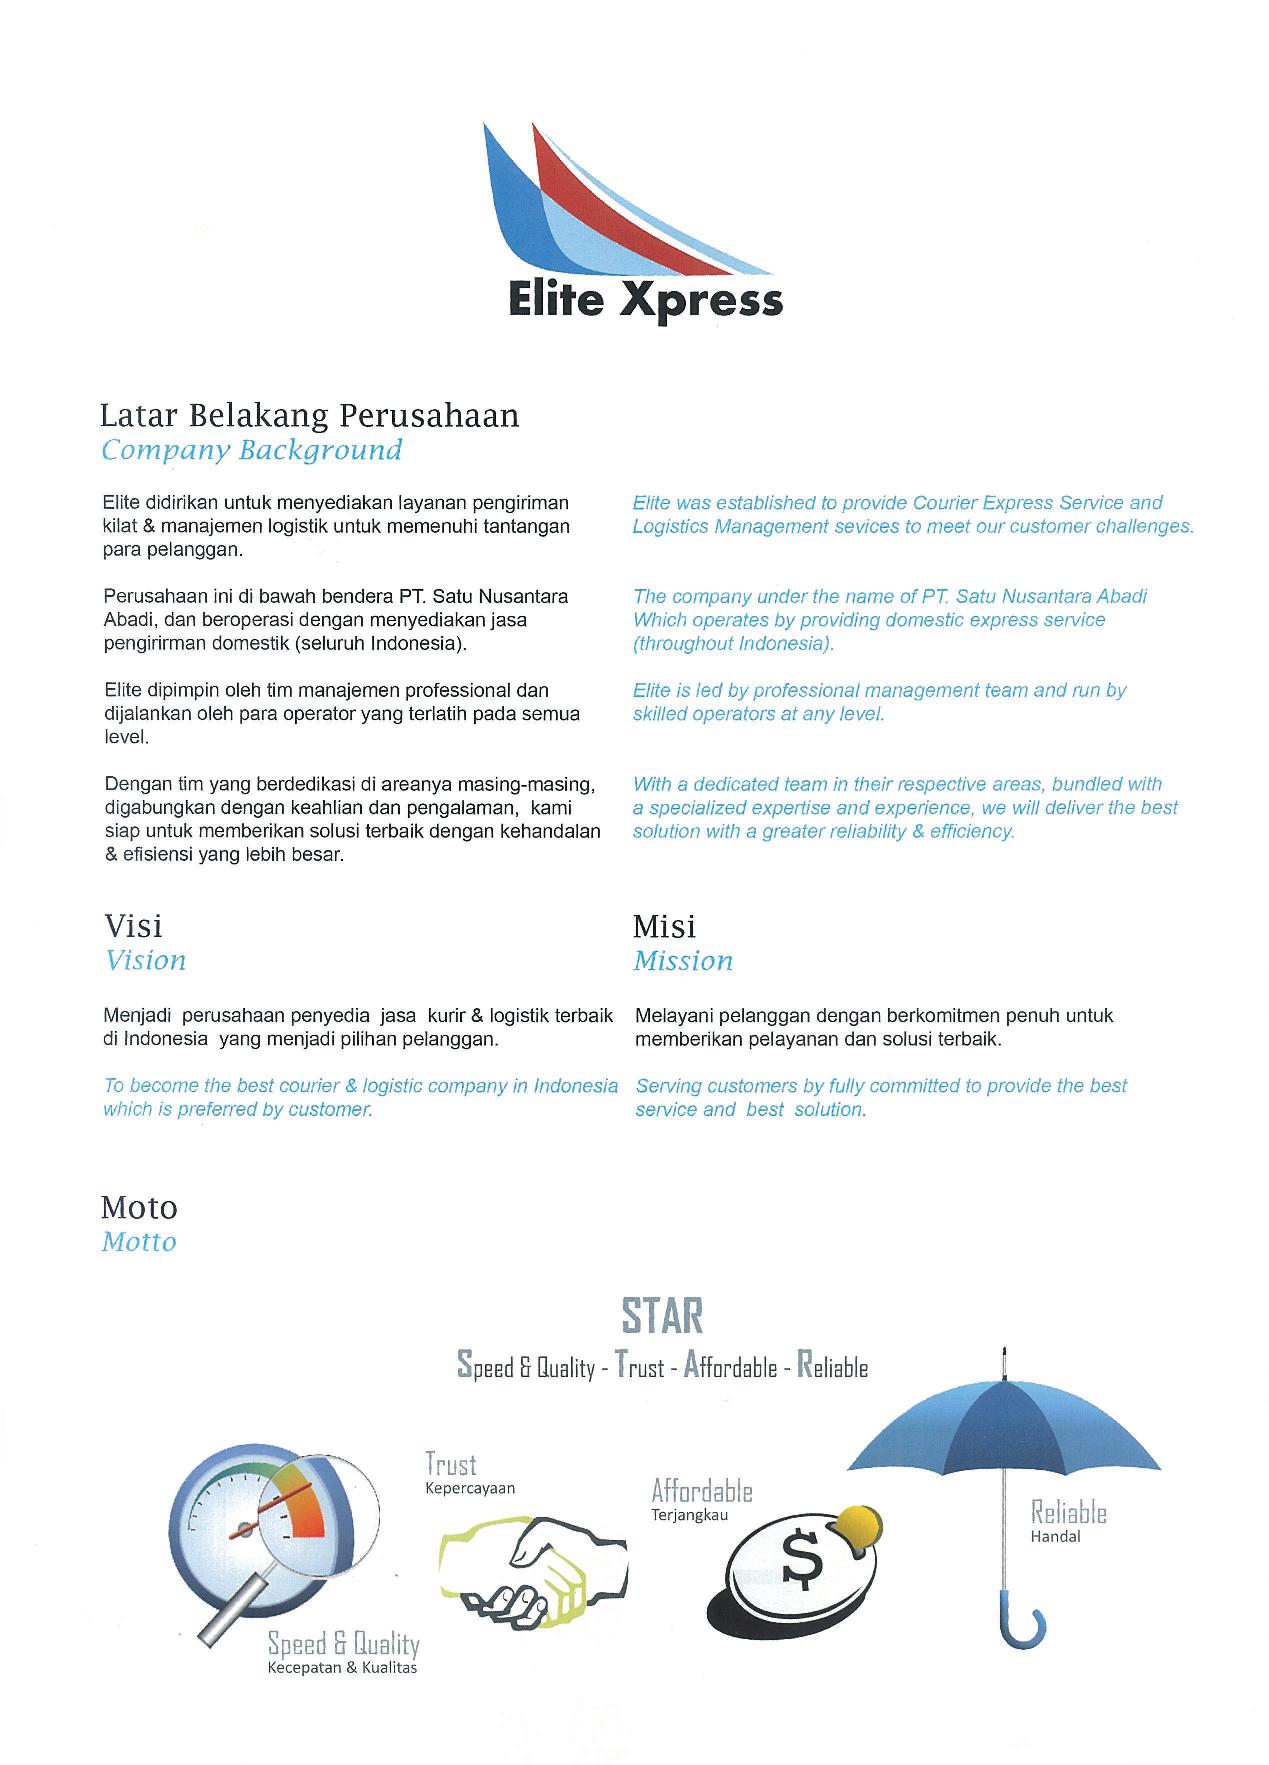 Elite Xpress
Latar Belakang Perusahaan
Company Background
Elite didirikan untuk menyediakan layanan pengiriman
kilat & manajemen logistik untuk memenuhi tantangan
para pelanggan.
Elite was established to provide Courier Express Service and
Logistics Management sevices to meet our customer challenges.
Perusahaan ini di bawah bendera PT. Satu Nusantara
Abadi, dan beroperasi dengan menyediakan jasa
pengirirman domestik (seluruh Indonesia).
The company under the name of PT. Satu Nusantara Abadi
Which operates by providing domestic express service
(throughout Indonesia).
Elite dipimpin oleh tim manajemen professional dan
dijalankan oleh para operator yang terlatih pada semua
level.
Elite is led by professional management team and run by
skilled operators at any level.
Dengan tim yang berdedikasi di areanya masing-masing,
digabungkan dengan keahlian dan pengalaman, kami
siap untuk memberikan solusi terbaik dengan kehandalan
& efisiensi yang lebih besar.
With a dedicated team in their respective areas, bundled with
a specialized expertise and experience, we will deliver the best
solution with a greater reliability & efficiency.
Visi
Vision
Menjadi perusahaan penyedia jasa kurir & logistik terbaik
di Indonesia yang menjadi pilihan pelanggan.
To become the best courier & logistic company in Indonesia
which is preferred by customer.
Misi
Mission
Melayani pelanggan dengan berkomitmen penuh untuk
memberikan pelayanan dan solusi terbaik.
Serving customers by fully committed to provide the best
service and best solution.
Moto
Motto
STAR
Speed & Quality - Trust - Affordable - Reliable
Speed & Quality
Kecepatan & Kualitas
Trust
Kepercayaan
Affordable
Terjangkau
$
Reliable
Handal